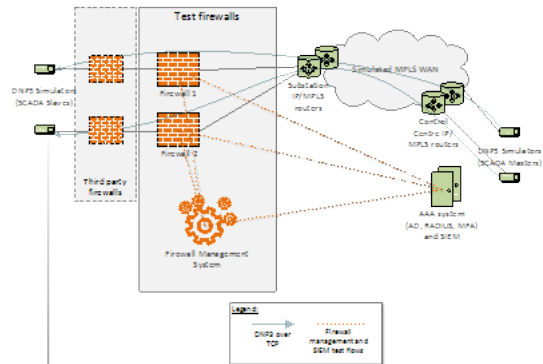 Test firewalls
DNP3 Simulators
(SCADA Slaves)
Firewall 1
Firewall 2
Third party
firewalls
Firewall Management
System
Simulated MPLS WAN
Substation
IP/MPLS
routers
Control
Centre IP/
MPLS routers
DNP3 Simulators
(SCADA Masters)
AAA system
(AD, RADIUS, MFA)
and SIEM
Legend:
DNP3 over
TCP
Firewall
management and
SIEM test flows